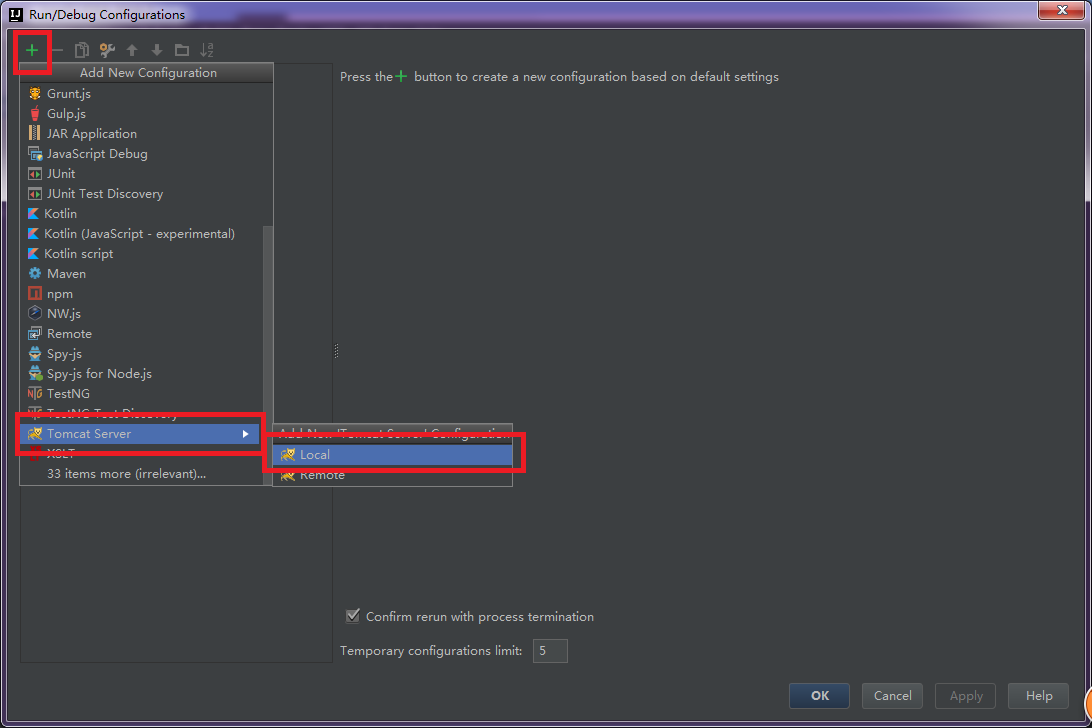 Run/Debug Configurations
Add New Configuration
Press the + button to create a new configuration based on default settings
Grunt.js
Gulp.js
JAR Application
JavaScript Debug
JUnit
JUnit Test Discovery
Kotlin
Kotlin (JavaScript - experimental)
Kotlin script
Maven
npm
NW.js
Remote
Spy-js
Spy-js for Node.js
TestNG
TestNG Test Discovery
Tomcat Server
XSLT
33 items more (irrelevant)...
Add New 'Tomcat Server' Configuration
Local
Remote
Confirm rerun with process termination
Temporary configurations limit: 5
OK
Cancel
Apply
Help